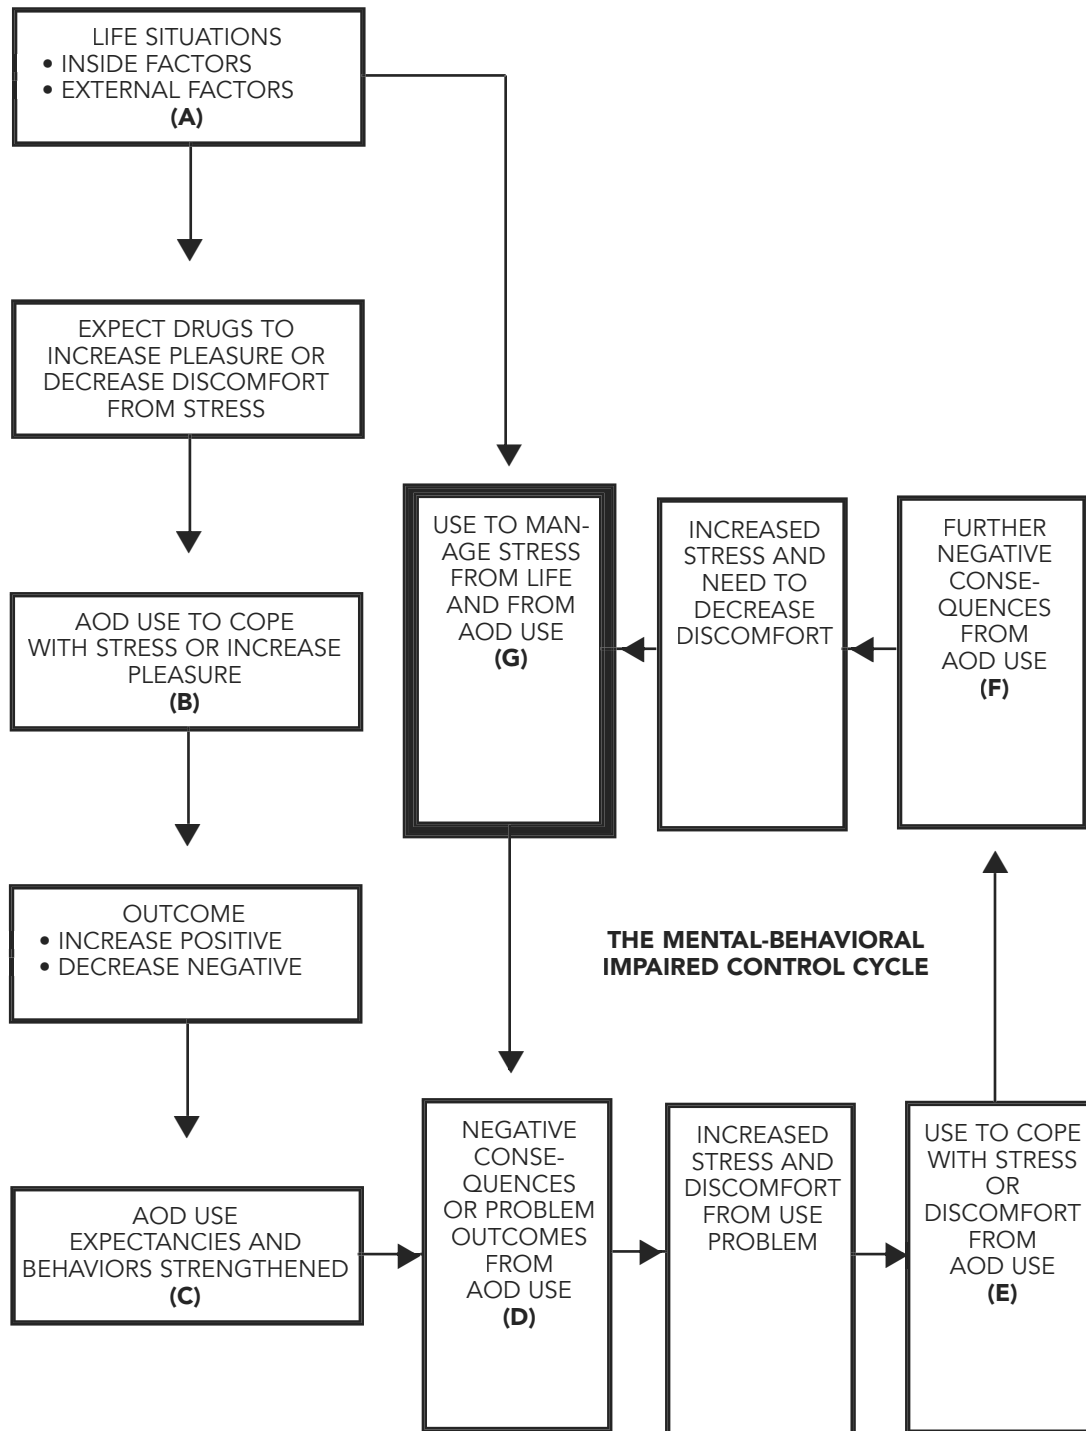 LIFE SITUATIONS
• INSIDE FACTORS
• EXTERNAL FACTORS
(A)
EXPECT DRUGS TO
INCREASE PLEASURE OR
DECREASE DISCOMFORT
FROM STRESS
AOD USE TO COPE
WITH STRESS OR INCREASE
PLEASURE
(B)
OUTCOME
• INCREASE POSITIVE
• DECREASE NEGATIVE
AOD USE
EXPECTANCIES AND
BEHAVIORS STRENGTHENED
(C)
USE TO MAN-
AGE STRESS
FROM LIFE
AND FROM
AOD USE
(G)
INCREASED
STRESS AND
NEED TO
DECREASE
DISCOMFORT
FURTHER
NEGATIVE
CONSE-
QUENCES
FROM
AOD USE
(F)
THE MENTAL-BEHAVIORAL
IMPAIRED CONTROL CYCLE
NEGATIVE
CONSE-
QUENCES
OR PROBLEM
OUTCOMES
FROM
AOD USE
(D)
INCREASED
STRESS AND
DISCOMFORT
FROM USE
PROBLEM
USE TO COPE
WITH STRESS
OR
DISCOMFORT
FROM
AOD USE
(E)